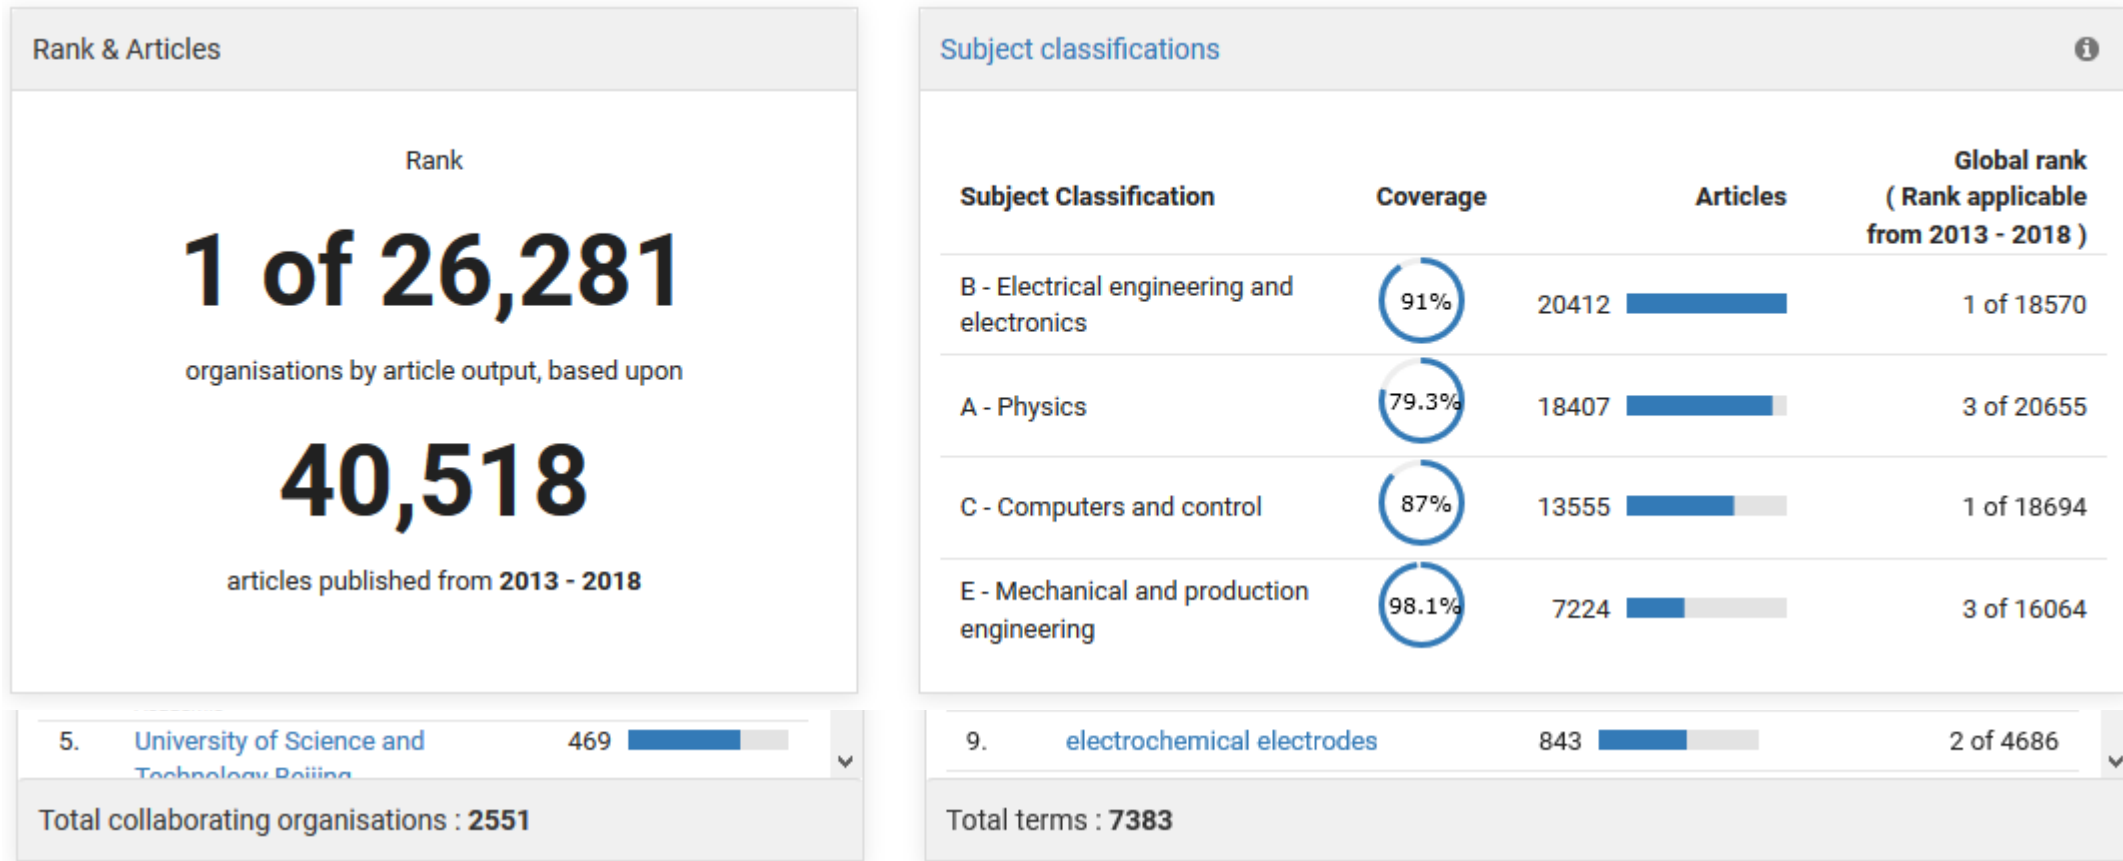 Rank & Articles
Rank
1 of 26,281
organisations by article output, based upon
40,518
articles published from 2013 - 2018
Subject classifications
Subject Classification
Coverage
Articles
Global rank
( Rank applicable
from 2013 - 2018 )
B - Electrical engineering and
electronics
91%
20412
1 of 18570
A - Physics
79.3%
18407
3 of 20655
C - Computers and control
87%
13555
1 of 18694
E - Mechanical and production
engineering
98.1%
7224
3 of 16064
5.
University of Science and
Technology Beijing
469
Total collaborating organisations : 2551
9.
electrochemical electrodes
843
2 of 4686
Total terms : 7383